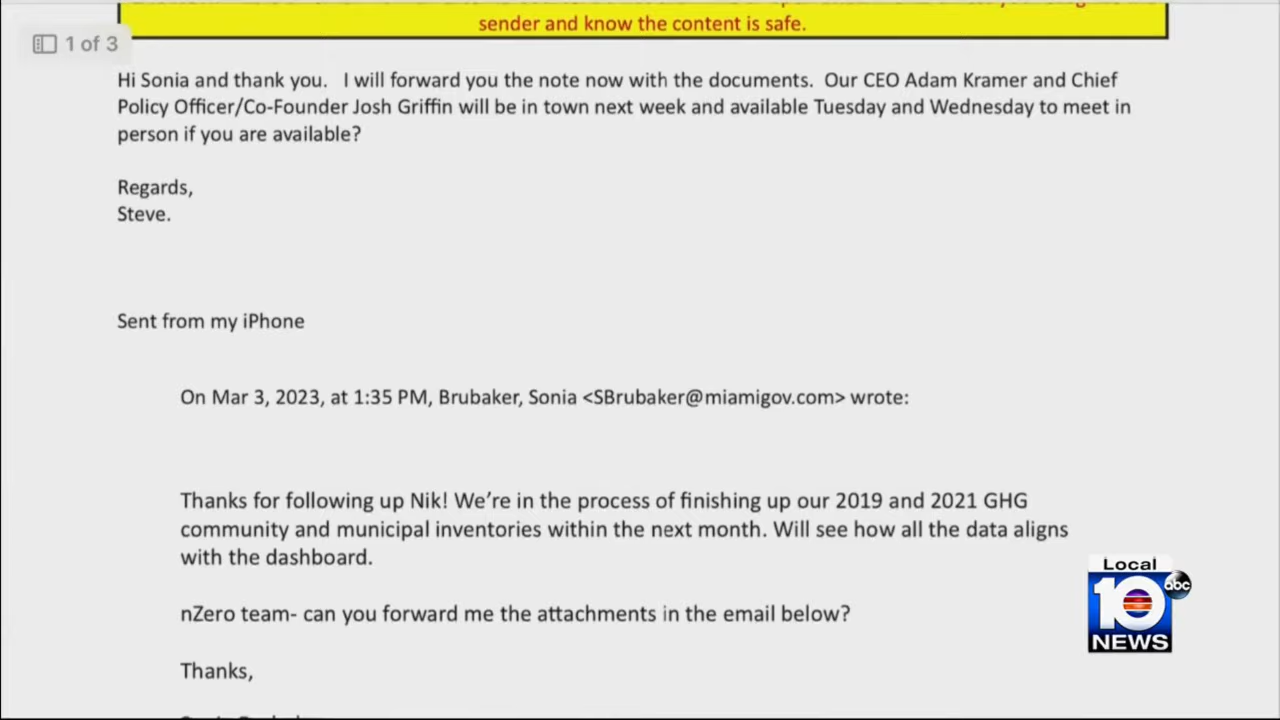 sender and know the content is safe.
1 of 3
Hi Sonia and thank you.   I will forward you the note now with the documents.  Our CEO Adam Kramer and Chief
Policy Officer/Co-Founder Josh Griffin will be in town next week and available Tuesday and Wednesday to meet in
person if you are available?
Regards,
Steve.
Sent from my iPhone
On Mar 3, 2023, at 1:35 PM, Brubaker, Sonia <SBrubaker@miamigov.com> wrote:
Thanks for following up Nik! We’re in the process of finishing up our 2019 and 2021 GHG
community and municipal inventories within the next month. Will see how all the data aligns
with the dashboard.
nZero team- can you forward me the attachments in the email below?
Thanks,
Local
10
abc
NEWS